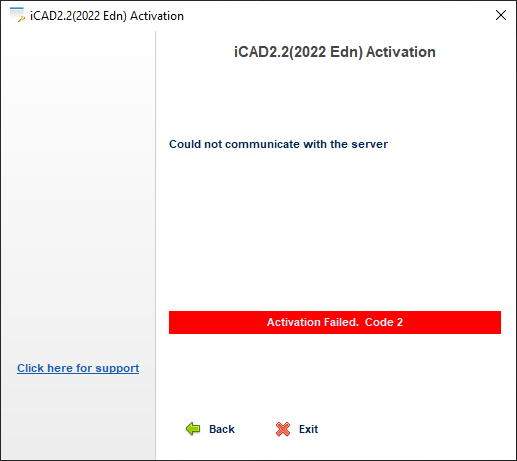 iCAD2.2(2022 Edn) Activation
iCAD2.2(2022 Edn) Activation
Could not communicate with the server
Activation Failed.  Code 2
Click here for support
Back
Exit